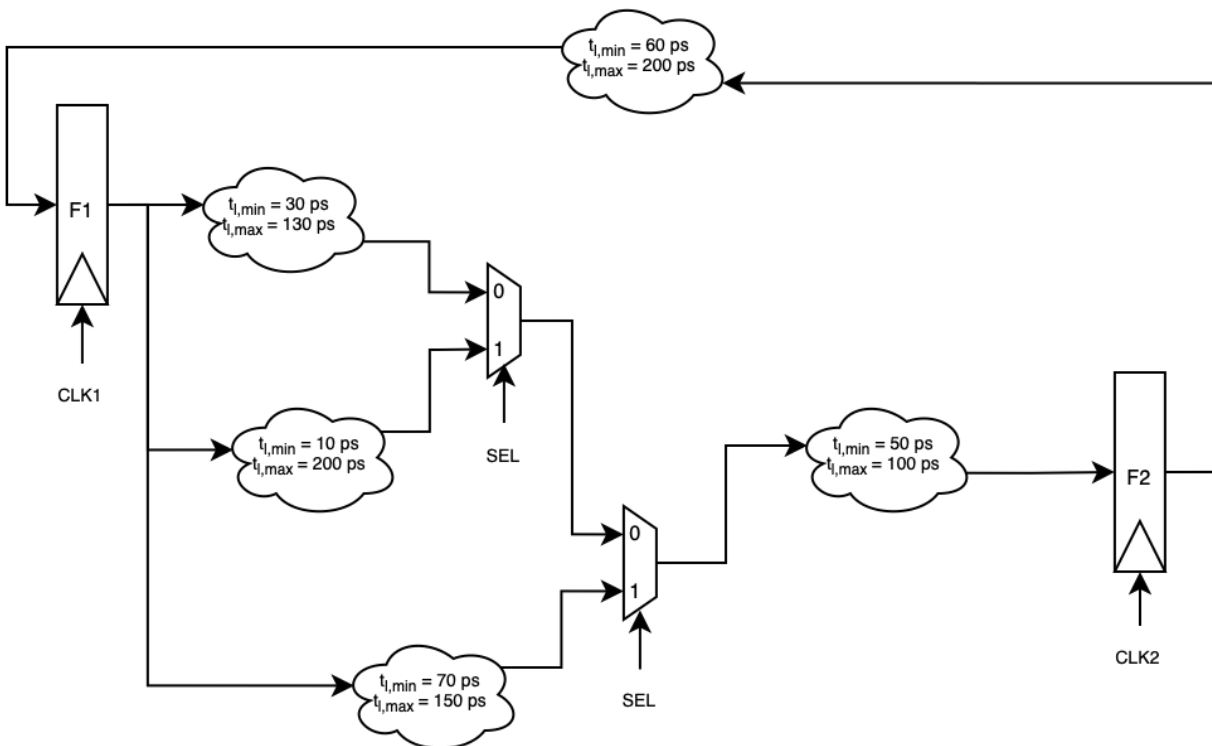 t_l,min = 60 ps
t_l,max = 200 ps
F1
t_l,min = 30 ps
t_l,max = 130 ps
0
1
CLK1
SEL
t_l,min = 10 ps
t_l,max = 200 ps
t_l,min = 50 ps
t_l,max = 100 ps
F2
0
1
SEL
CLK2
t_l,min = 70 ps
t_l,max = 150 ps